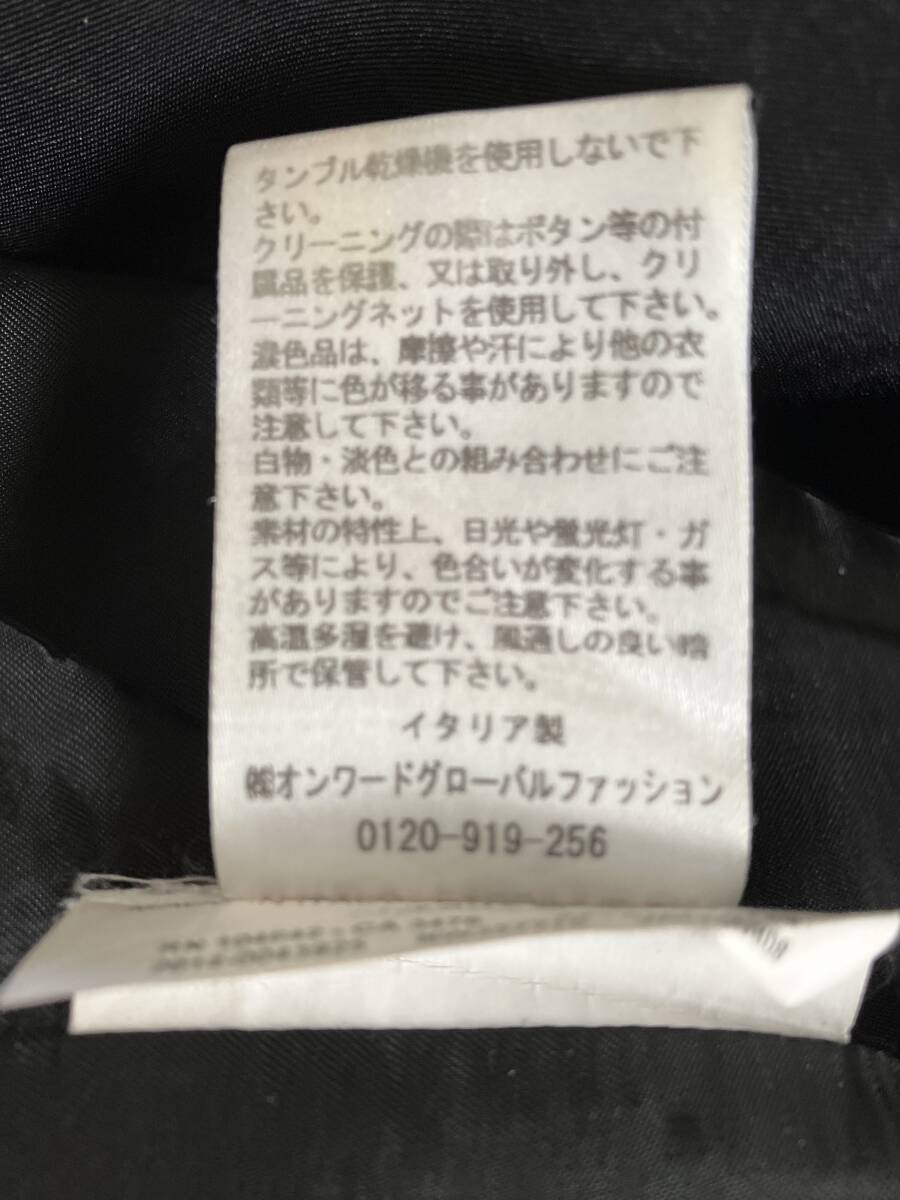 タンブル乾燥機を使用しないで下
さい。
クリーニングの際はボタン等の付
属品を保護、又は取り外し、クリ
ーニングネットを使用して下さい。
濃色品は、摩擦や汗により他の衣
類等に色が移る事がありますので
注意して下さい。
白物・淡色との組み合わせにご注
意下さい。
素材の特性上、日光や蛍光灯・ガ
ス等により、色合いが変化する事
がありますのでご注意下さい。
高温多湿を避け、風通しの良い暗
所で保管して下さい。
イタリア製
㈱オンワードグローバルファッション
0120-919-256